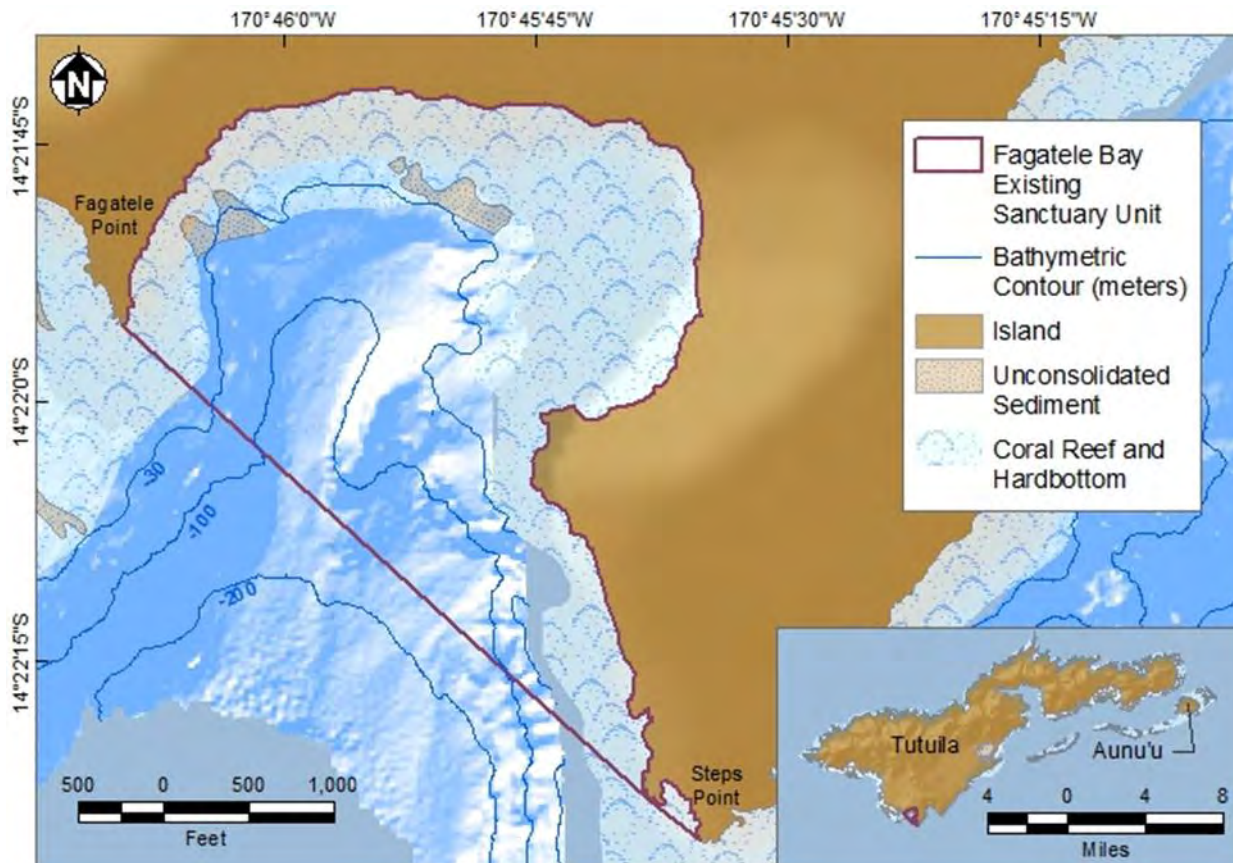 170°46'0"W 170°45'45"W 170°45'30"W 170°45'15"W
N
14°21'45"S
14°22'0"S
14°22'15"S
Fagatele
Point
Fagatele Bay
Existing
Sanctuary Unit
Bathymetric
Contour (meters)
Island
Unconsolidated
Sediment
Coral Reef and
Hardbottom
-30
-100
-200
500 0 500 1,000
Feet
Steps
Point
Tutuila
Aunu'u
4 0 4 8
Miles